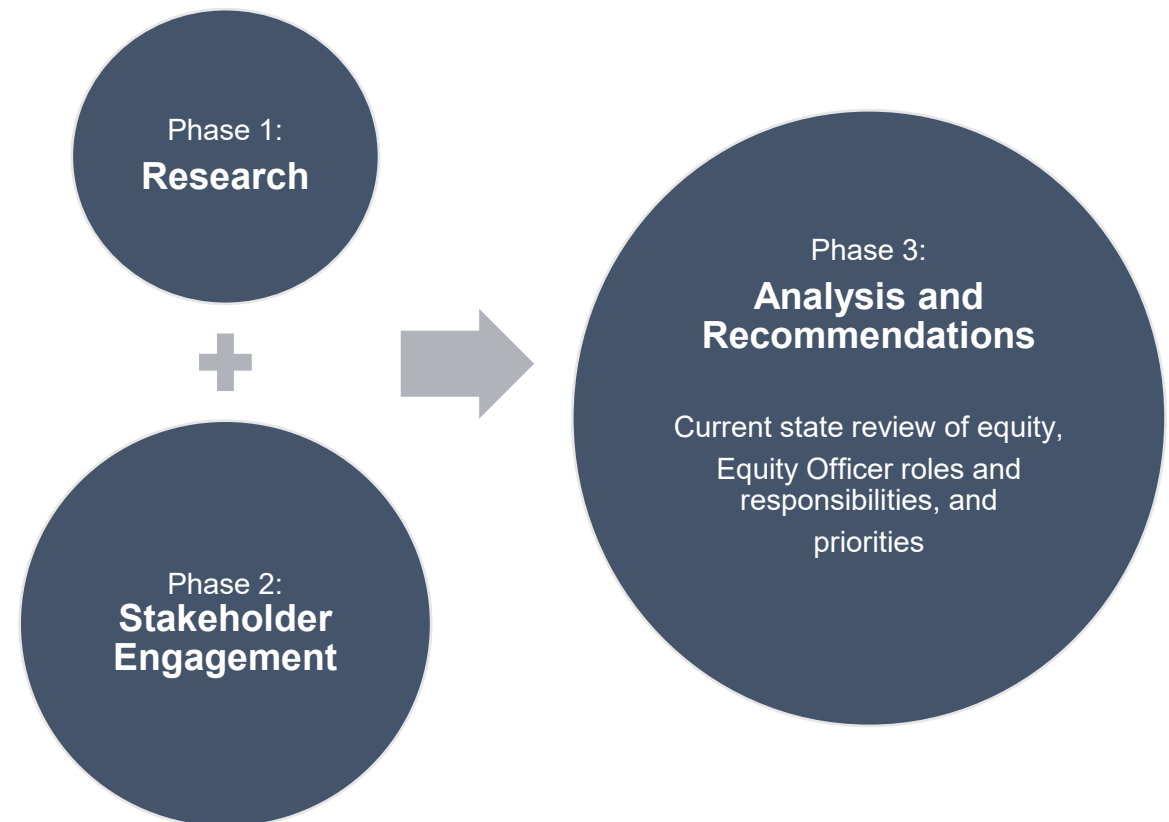 Phase 1:
Research
Phase 2:
Stakeholder
Engagement
Phase 3:
Analysis and
Recommendations
Current state review of equity,
Equity Officer roles and
responsibilities, and
priorities